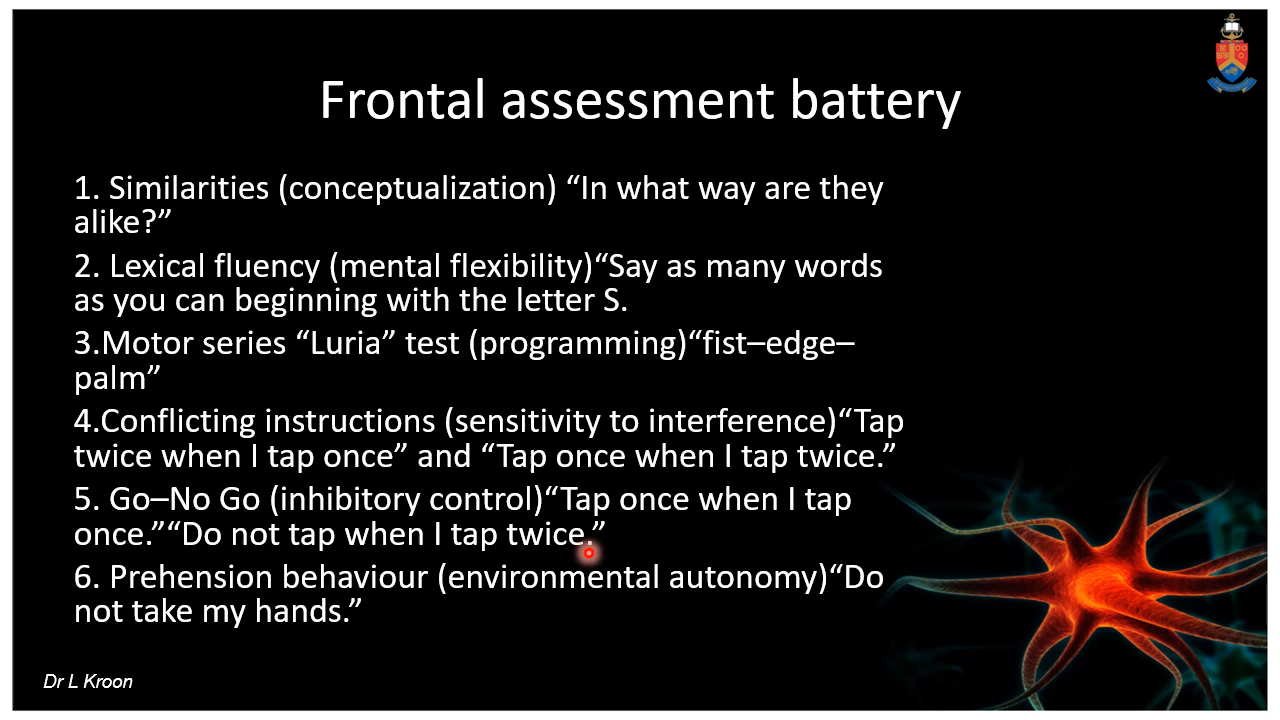 Frontal assessment battery
1. Similarities (conceptualization) “In what way are they
alike?”
2. Lexical fluency (mental flexibility)“Say as many words
as you can beginning with the letter S.
3.Motor series “Luria” test (programming)“fist–edge–
palm”
4.Conflicting instructions (sensitivity to interference)“Tap
twice when I tap once” and “Tap once when I tap twice.”
5. Go–No Go (inhibitory control)“Tap once when I tap
once.”“Do not tap when I tap twice.”
6. Prehension behaviour (environmental autonomy)“Do
not take my hands.”
Dr L Kroon